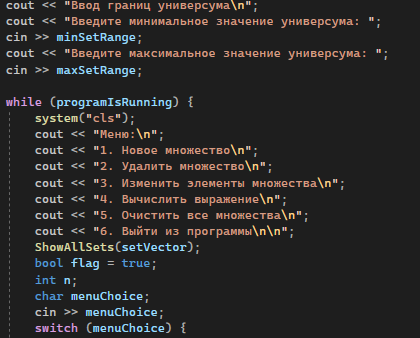 cout << "Ввод границ универсума\n";
cout << "Введите минимальное значение универсума: ";
cin >> minSetRange;
cout << "Введите максимальное значение универсума: ";
cin >> maxSetRange;
while (programIsRunning) {
system("cls");
cout << "Меню:\n";
cout << "1. Новое множество\n";
cout << "2. Удалить множество\n";
cout << "3. Изменить элементы множества\n";
cout << "4. Вычислить выражение\n";
cout << "5. Очистить все множества\n";
cout << "6. Выйти из программы\n\n";
ShowAllSets(setVector);
bool flag = true;
int n;
char menuChoice;
cin >> menuChoice;
switch (menuChoice) {